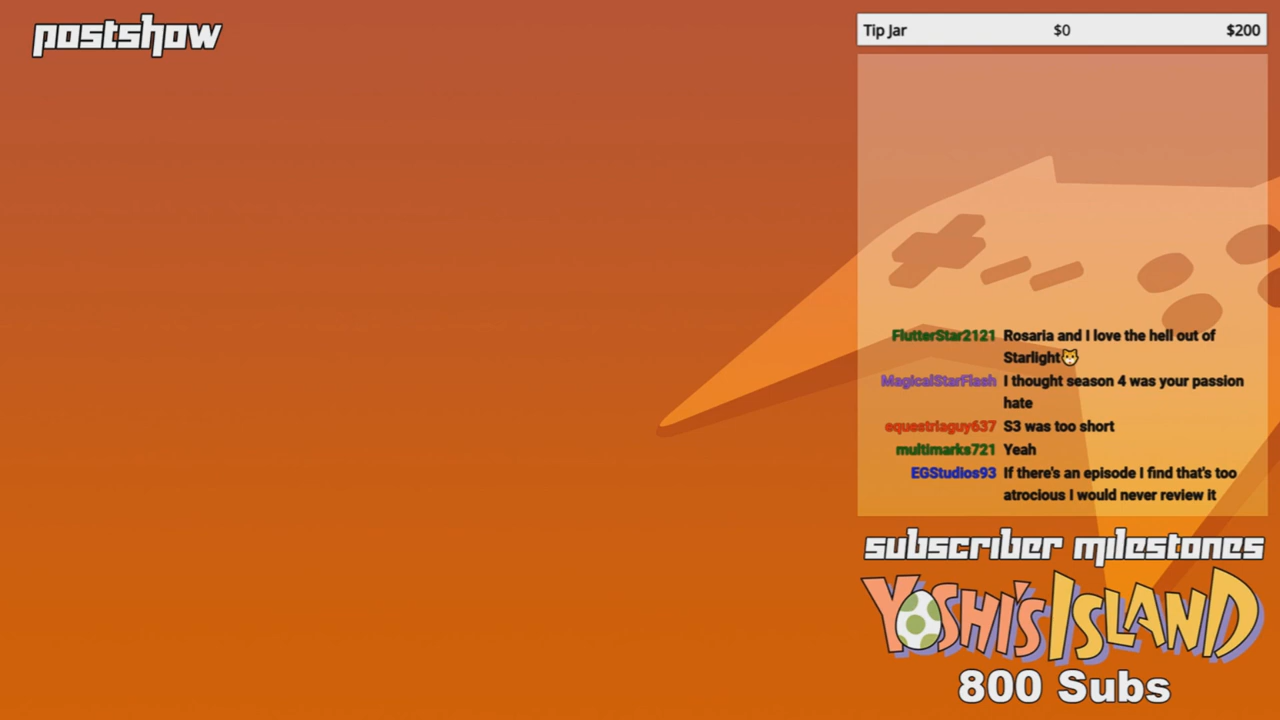 postshow
Tip Jar $0 $200
FlutterStar2121 Rosaria and I love the hell out of
Starlight
MagicalStarFlash I thought season 4 was your passion
hate
equestriaguy637 S3 was too short
multimarks721 Yeah
EGStudios93 If there's an episode I find that's too
atrocious I would never review it
subscriber milestones
YOSHI'S ISLAND
800 Subs